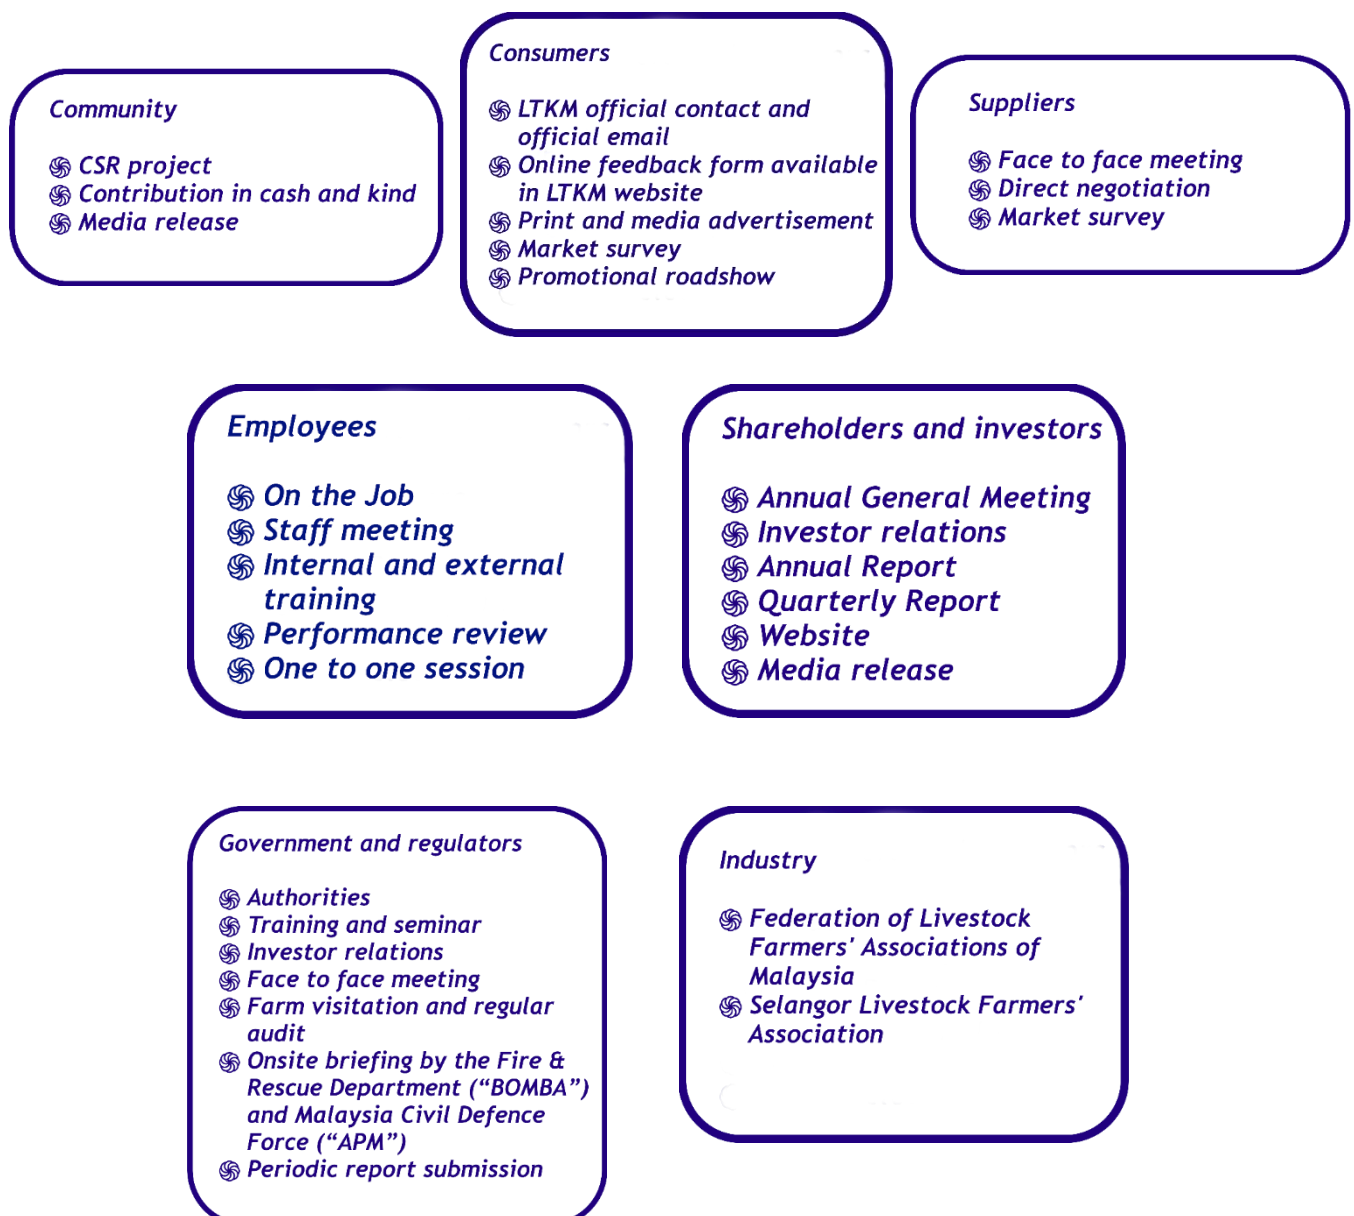 Community
CSR project
Contribution in cash and kind
Media release
Consumers
LTKM official contact and
official email
Online feedback form available
in LTKM website
Print and media advertisement
Market survey
Promotional roadshow
Suppliers
Face to face meeting
Direct negotiation
Market survey
Employees
On the Job
Staff meeting
Internal and external
training
Performance review
One to one session
Shareholders and investors
Annual General Meeting
Investor relations
Annual Report
Quarterly Report
Website
Media release
Government and regulators
Authorities
Training and seminar
Investor relations
Face to face meeting
Farm visitation and regular
audit
Onsite briefing by the Fire &
Rescue Department (“BOMBA”)
and Malaysia Civil Defence
Force (“APM”)
Periodic report submission
Industry
Federation of Livestock
Farmers' Associations of
Malaysia
Selangor Livestock Farmers'
Association